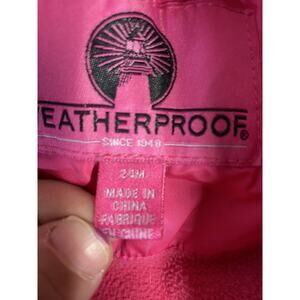 EATHERPROOF®
SINCE 1948
24M
MADE IN
CHINA
FABRIQUE
EN CHINE